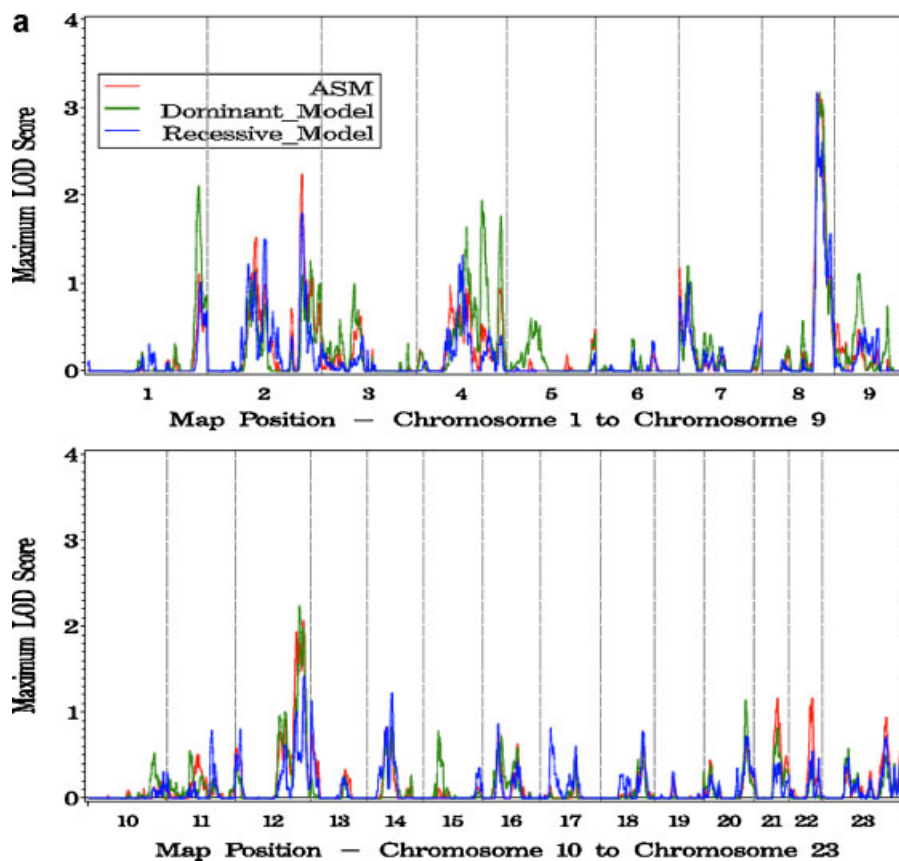 a
4
3
2
1
0
Maximum LOD Score
ASM
Dominant_Model
Recessive_Model
1 2 3 4 5 6 7 8 9
Map Position — Chromosome 1 to Chromosome 9
4
3
2
1
0
Maximum LOD Score
10 11 12 13 14 15 16 17 18 19 20 21 22 23
Map Position — Chromosome 10 to Chromosome 23